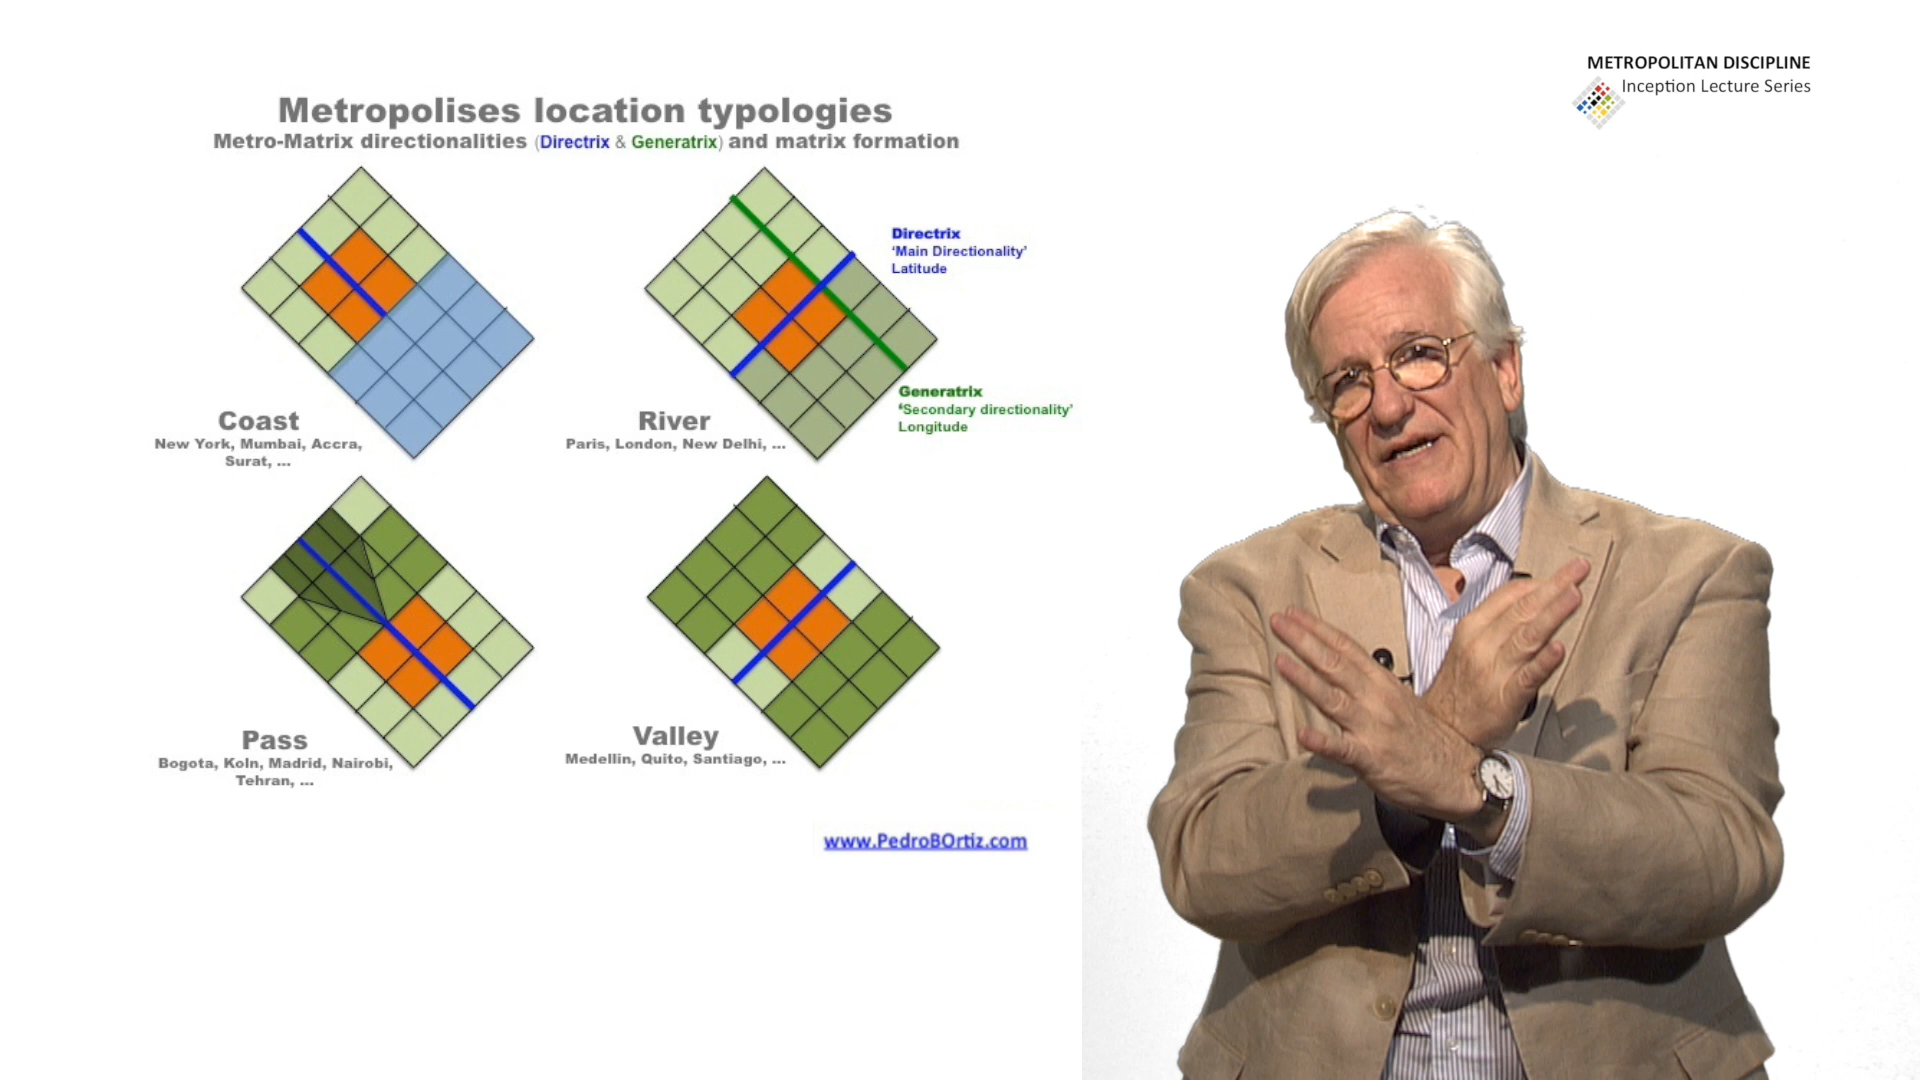 METROPOLITAN DISCIPLINE
Inception Lecture Series
Metropolises location typologies
Metro-Matrix directionalities (Directrix & Generatrix) and matrix formation
Directrix
‘Main Directionality’
Latitude
Generatrix
‘Secondary directionality’
Longitude
Coast
New York, Mumbai, Accra,
Surat, ...
River
Paris, London, New Delhi, ...
Pass
Bogota, Koln, Madrid, Nairobi,
Tehran, ...
Valley
Medellin, Quito, Santiago, ...
www.PedroBOrtiz.com